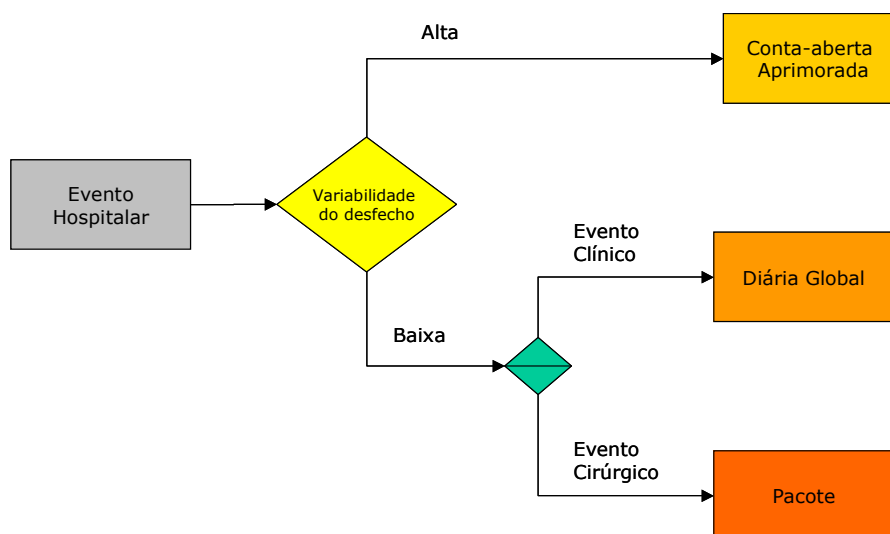 Alta
Conta-aberta
Aprimorada
Evento
Hospitalar
Variabilidade
do desfecho
Evento
Clínico
Diária Global
Baixa
Evento
Cirúrgico
Pacote